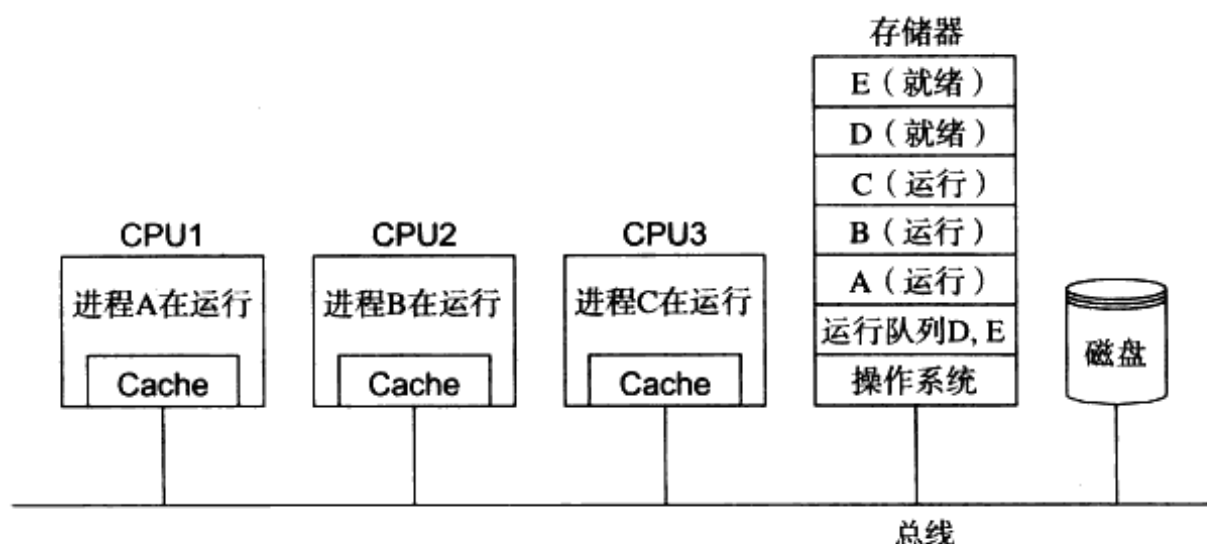 存储器
E（就绪）
D（就绪）
C（运行）
B（运行）
A（运行）
运行队列D, E
操作系统
CPU1
进程A在运行
Cache
CPU2
进程B在运行
Cache
CPU3
进程C在运行
Cache
磁盘
总线